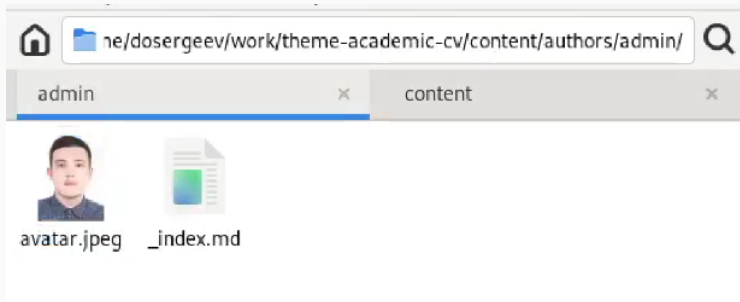 ne/dosergeev/work/theme-academic-cv/content/authors/admin/
admin
content
avatar.jpeg
_index.md